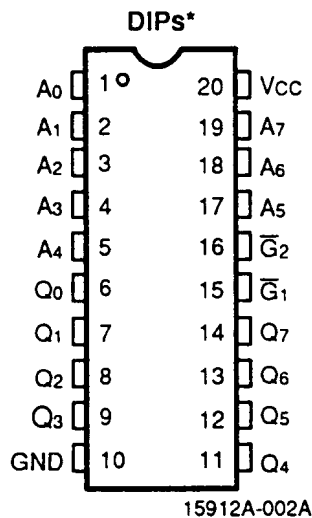 DIPs*
A0 1 20 VCC
A1 2 19 A7
A2 3 18 A6
A3 4 17 A5
A4 5 16 G̅2
Q0 6 15 G̅1
Q1 7 14 Q7
Q2 8 13 Q6
Q3 9 12 Q5
GND 10 11 Q4
15912A-002A